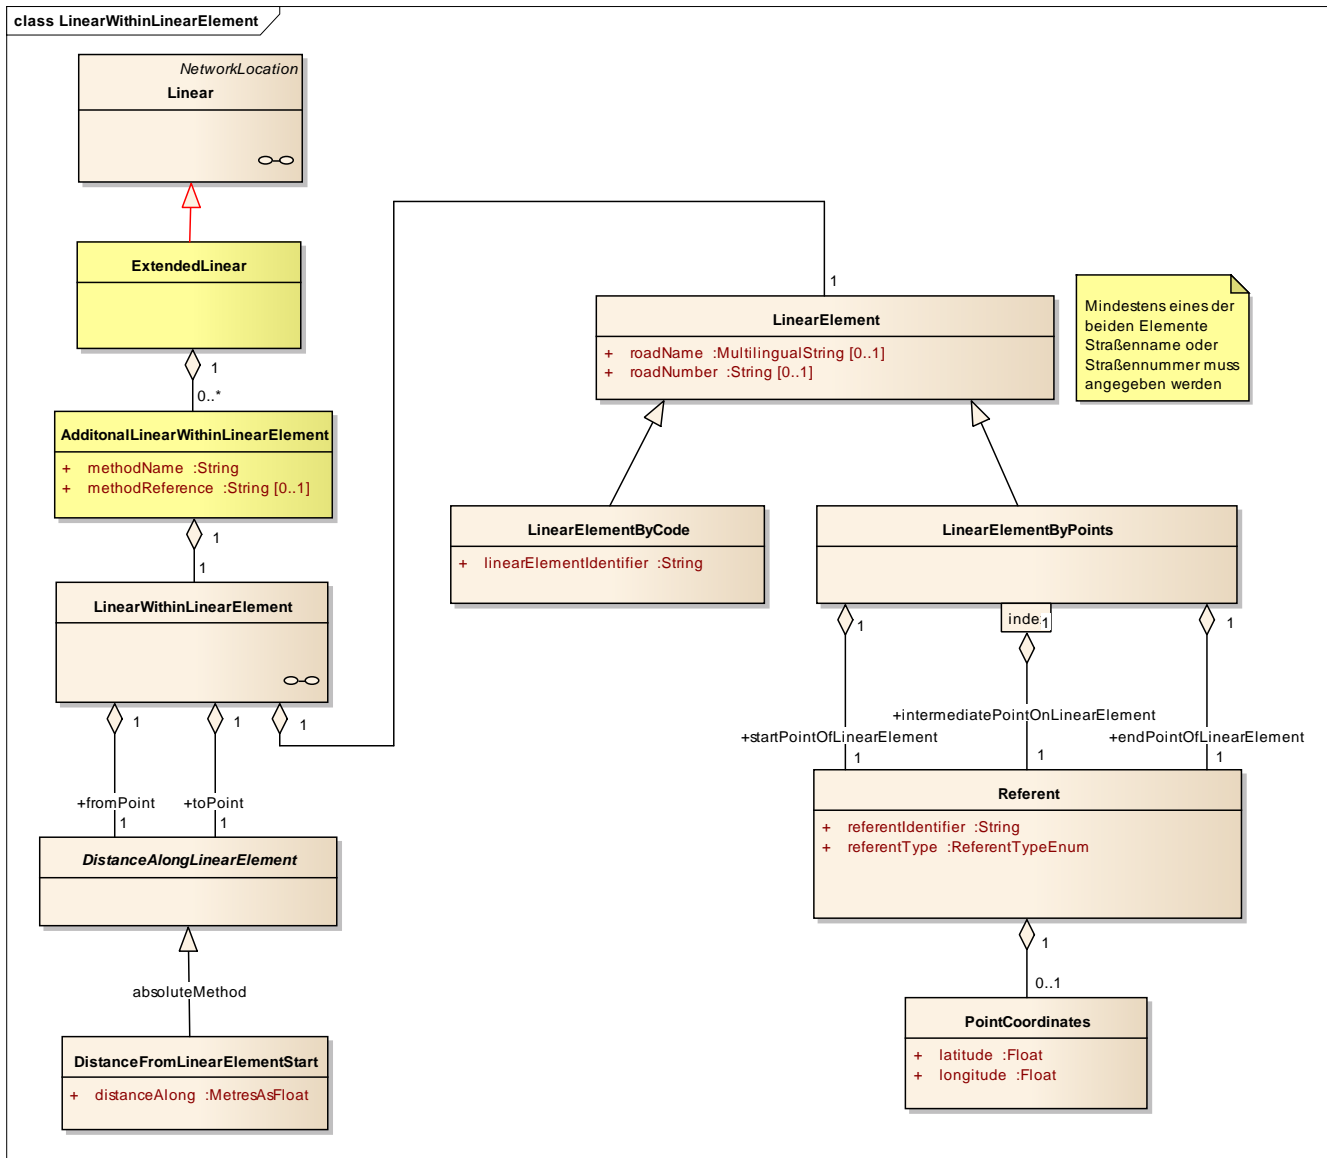 class LinearWithinLinearElement
NetworkLocation
Linear
ExtendedLinear
1
0..*
AdditonalLinearWithinLinearElement
+ methodName :String
+ methodReference :String [0..1]
1
1
LinearWithinLinearElement
1
1
1
+fromPoint
+toPoint
1
1
DistanceAlongLinearElement
absoluteMethod
DistanceFromLinearElementStart
+ distanceAlong :MetresAsFloat
1
LinearElement
+ roadName :MultilingualString [0..1]
+ roadNumber :String [0..1]
Mindestens eines der
beiden Elemente
Straßenname oder
Straßennummer muss
angegeben werden
LinearElementByCode
+ linearElementIdentifier :String
LinearElementByPoints
1
inde
1
1
+intermediatePointOnLinearElement
+startPointOfLinearElement
+endPointOfLinearElement
1
1
1
Referent
+ referentIdentifier :String
+ referentType :ReferentTypeEnum
1
0..1
PointCoordinates
+ latitude :Float
+ longitude :Float